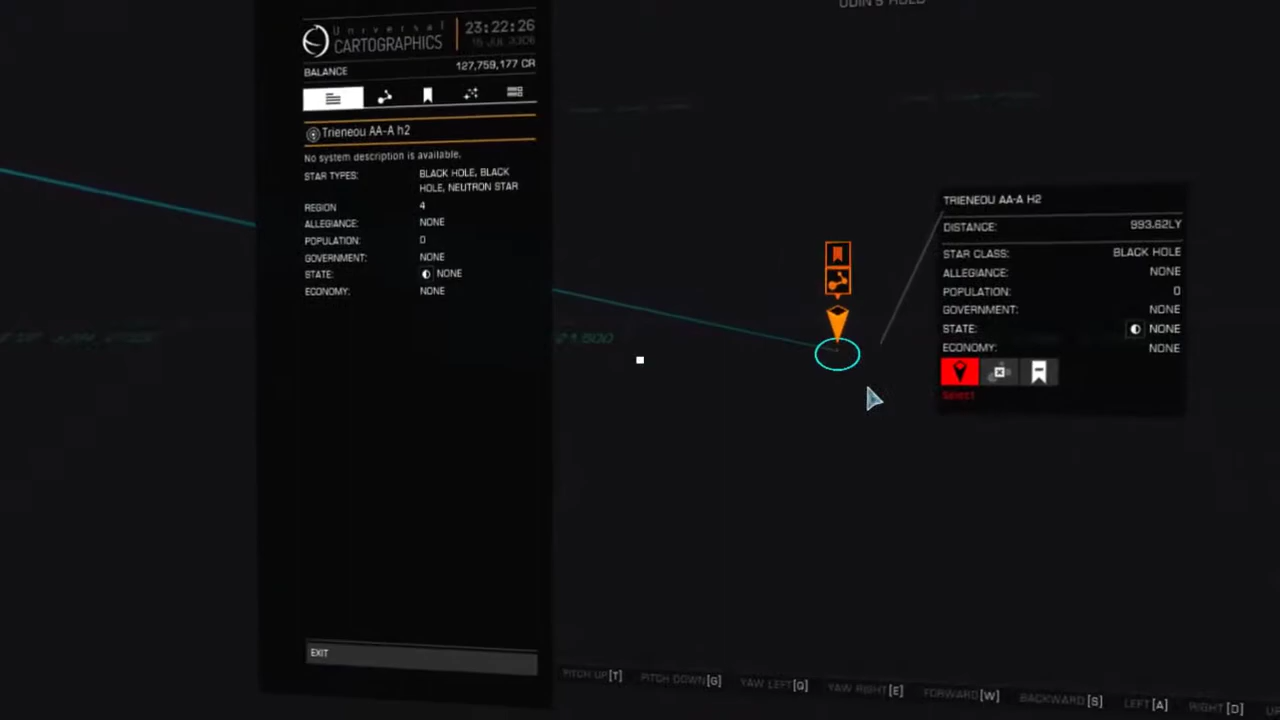 ODIN'S HOLD
Universal
CARTOGRAPHICS
23:22:26
BALANCE 127,759,177 CR
Trieneou AA-A h2
No system description is available.
STAR TYPES: BLACK HOLE, BLACK
HOLE, NEUTRON STAR
REGION 4
ALLEGIANCE: NONE
POPULATION: 0
GOVERNMENT: NONE
STATE: NONE
ECONOMY: NONE
EXIT
TRIENEOU AA-A H2
DISTANCE: 993.62LY
STAR CLASS: BLACK HOLE
ALLEGIANCE: NONE
POPULATION: 0
GOVERNMENT: NONE
STATE: NONE
ECONOMY: NONE
Select
PITCH UP[T] PITCH DOWN[G] YAW LEFT[Q] YAW RIGHT[E] FORWARD[W] BACKWARD[S] LEFT[A] RIGHT[D]